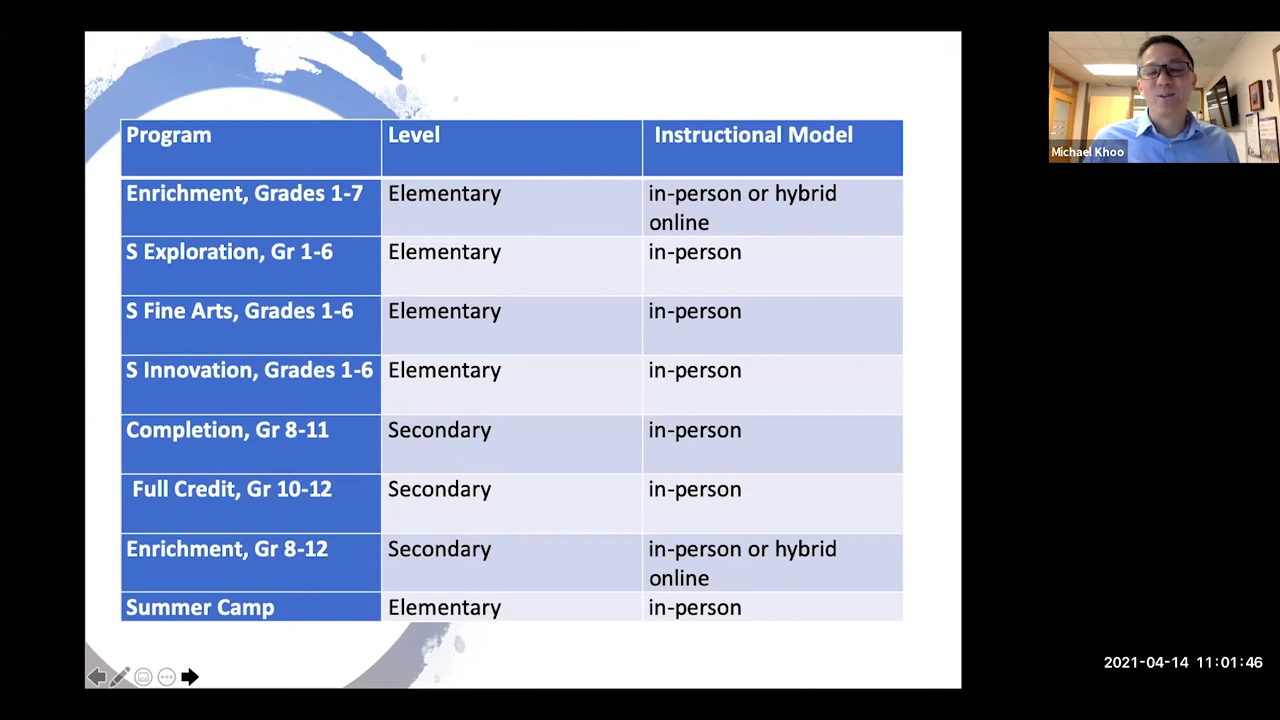 Program Level Instructional Model
Enrichment, Grades 1-7 Elementary in-person or hybrid
online
S Exploration, Gr 1-6 Elementary in-person
S Fine Arts, Grades 1-6 Elementary in-person
S Innovation, Grades 1-6 Elementary in-person
Completion, Gr 8-11 Secondary in-person
Full Credit, Gr 10-12 Secondary in-person
Enrichment, Gr 8-12 Secondary in-person or hybrid
online
Summer Camp Elementary in-person
Michael Khoo
2021-04-14 11:01:46